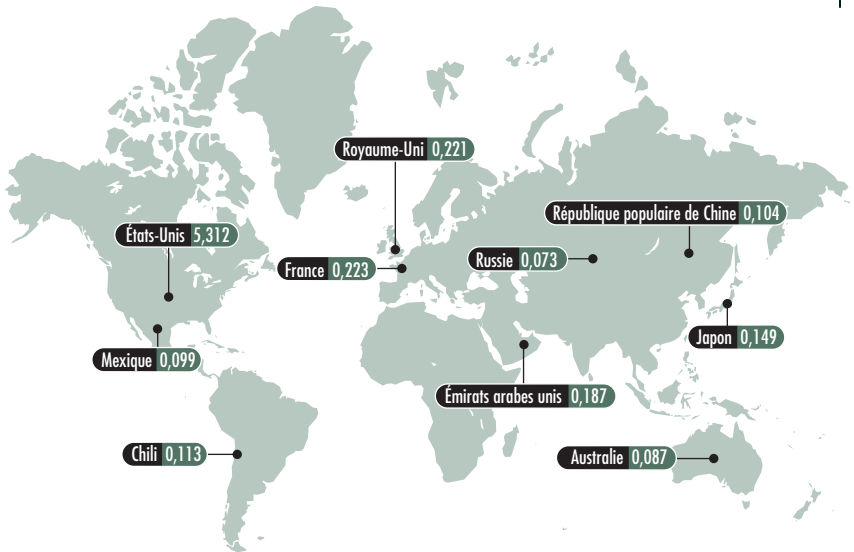 Royaume-Uni 0,221
République populaire de Chine 0,104
États-Unis 5,312
France 0,223
Russie 0,073
Japon 0,149
Mexique 0,099
Émirats arabes unis 0,187
Chili 0,113
Australie 0,087